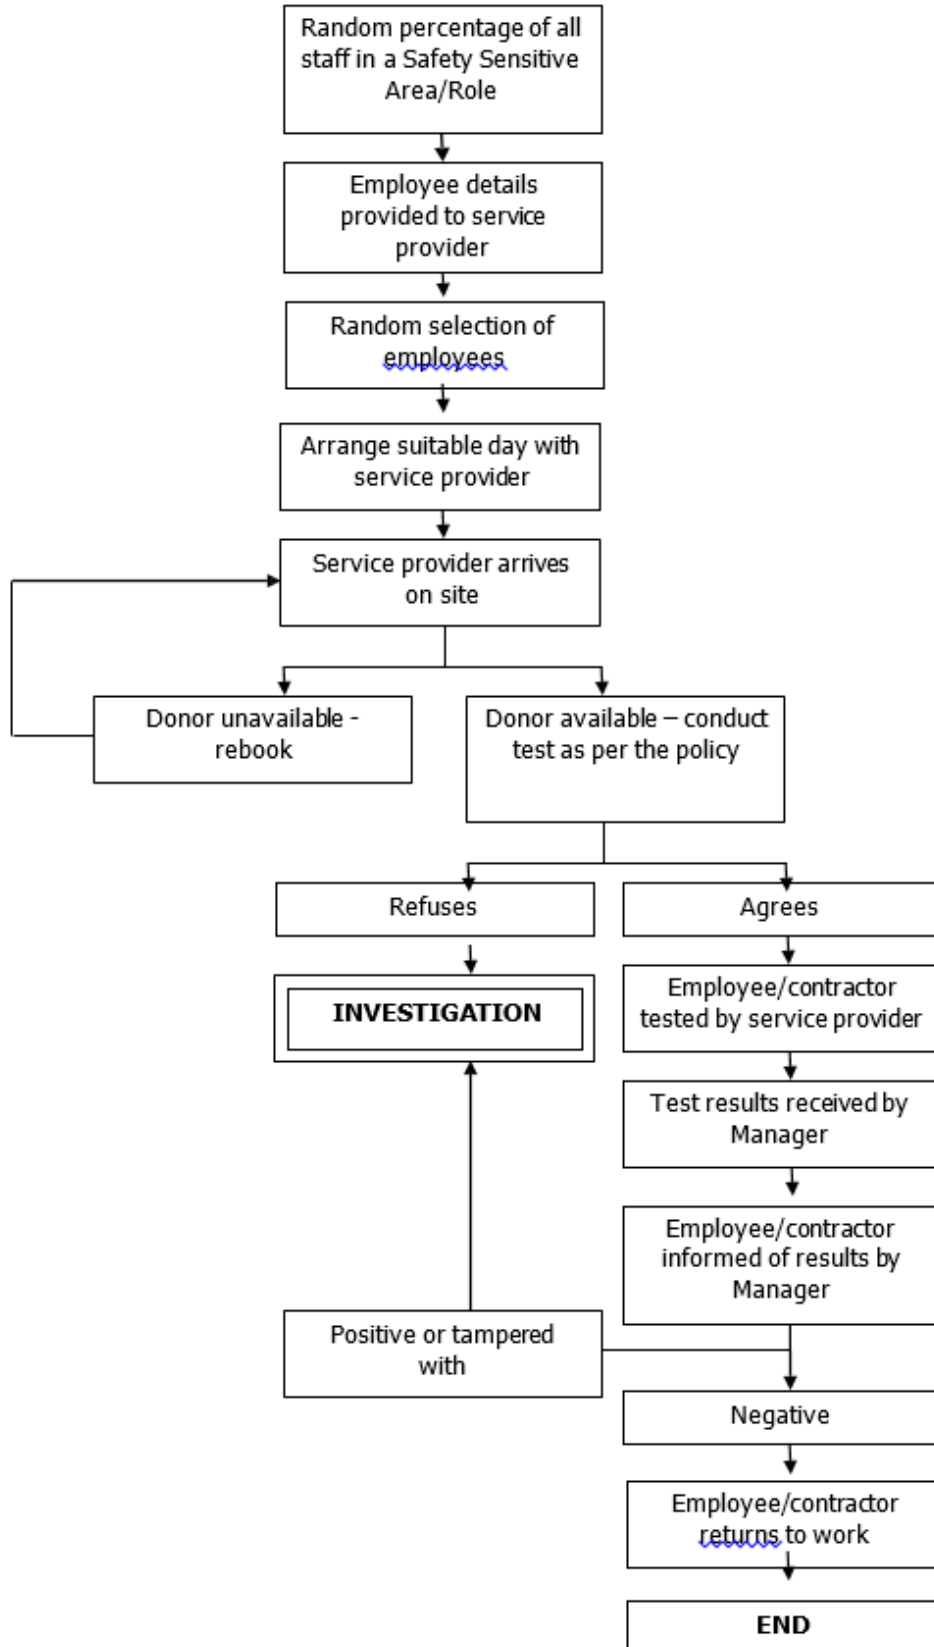 Random percentage of all
staff in a Safety Sensitive
Area/Role
Employee details
provided to service
provider
Random selection of
employees
Arrange suitable day with
service provider
Service provider arrives
on site
Donor unavailable -
rebook
Donor available – conduct
test as per the policy
Refuses
Agrees
INVESTIGATION
Employee/contractor
tested by service provider
Test results received by
Manager
Employee/contractor
informed of results by
Manager
Positive or tampered
with
Negative
Employee/contractor
returns to work
END